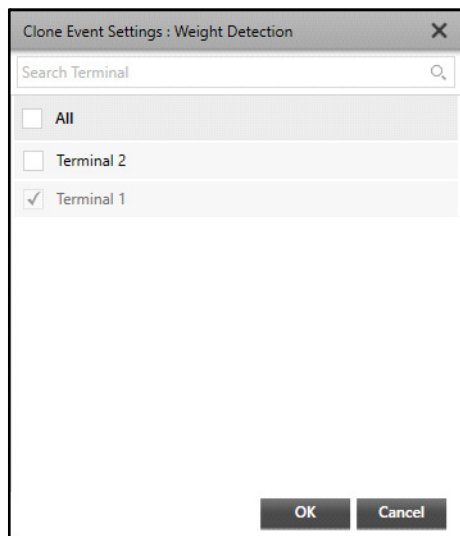 Clone Event Settings : Weight Detection
Search Terminal
All
Terminal 2
Terminal 1
OK Cancel